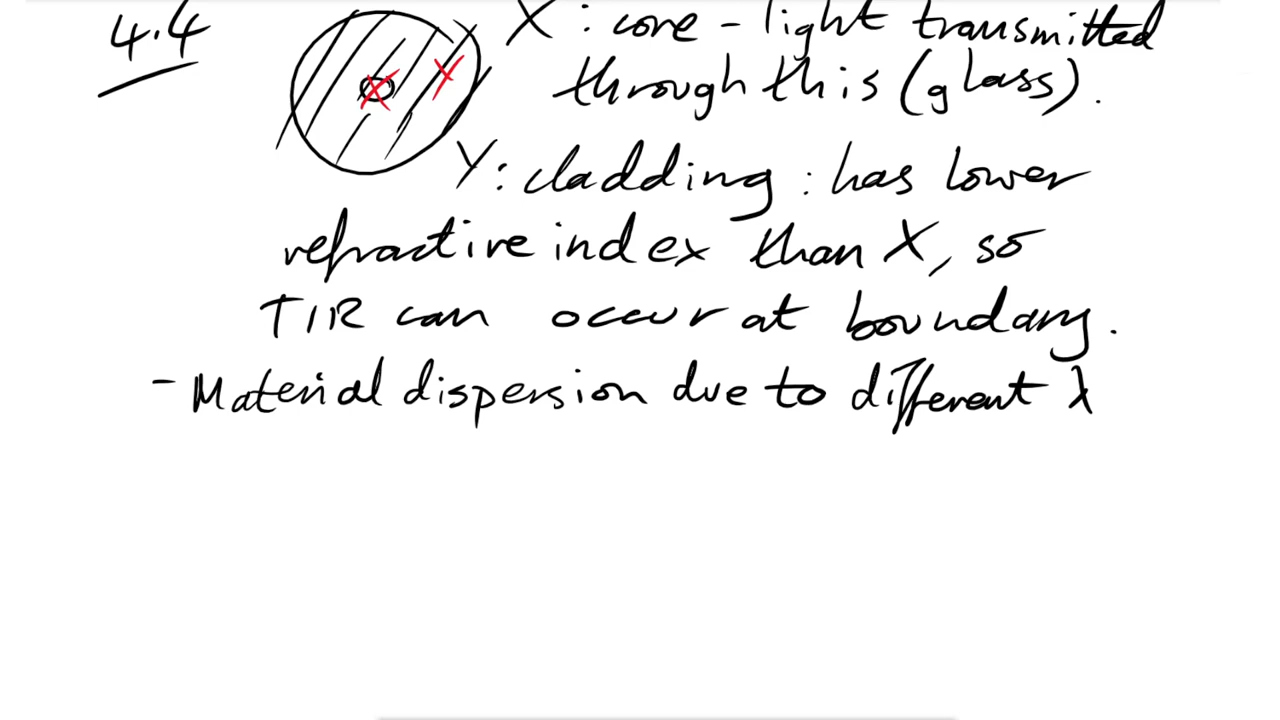 4.4
X : core - light transmitted
through this (glass).
X
Y
Y: cladding : has lower
refractive index than X, so
TIR can occur at boundary.
- Material dispersion due to different λ